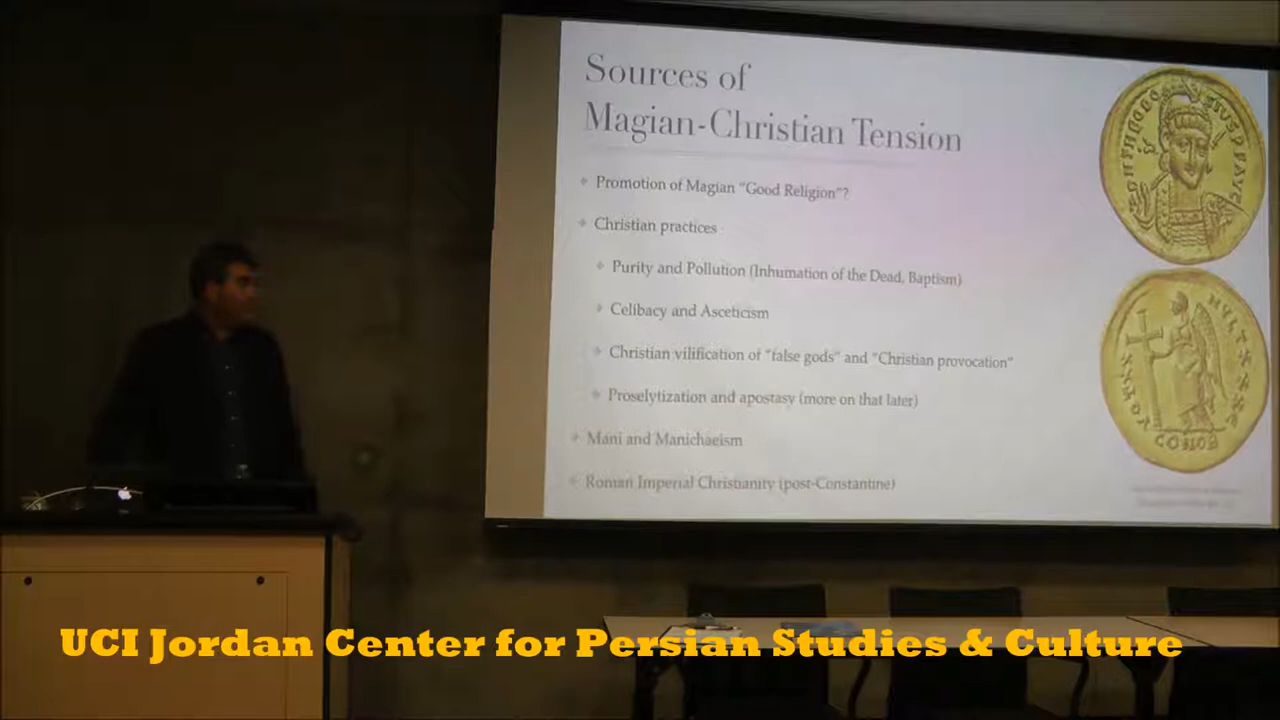 Sources of
Magian-Christian Tension
Promotion of Magian "Good Religion"?
Christian practices
Purity and Pollution (Inhumation of the Dead, Baptism)
Celibacy and Asceticism
Christian vilification of "false gods" and "Christian provocation"
Proselytization and apostasy (more on that later)
Mani and Manichaeism
Roman Imperial Christianity (post-Constantine)
CONOB
UCI Jordan Center for Persian Studies & Culture